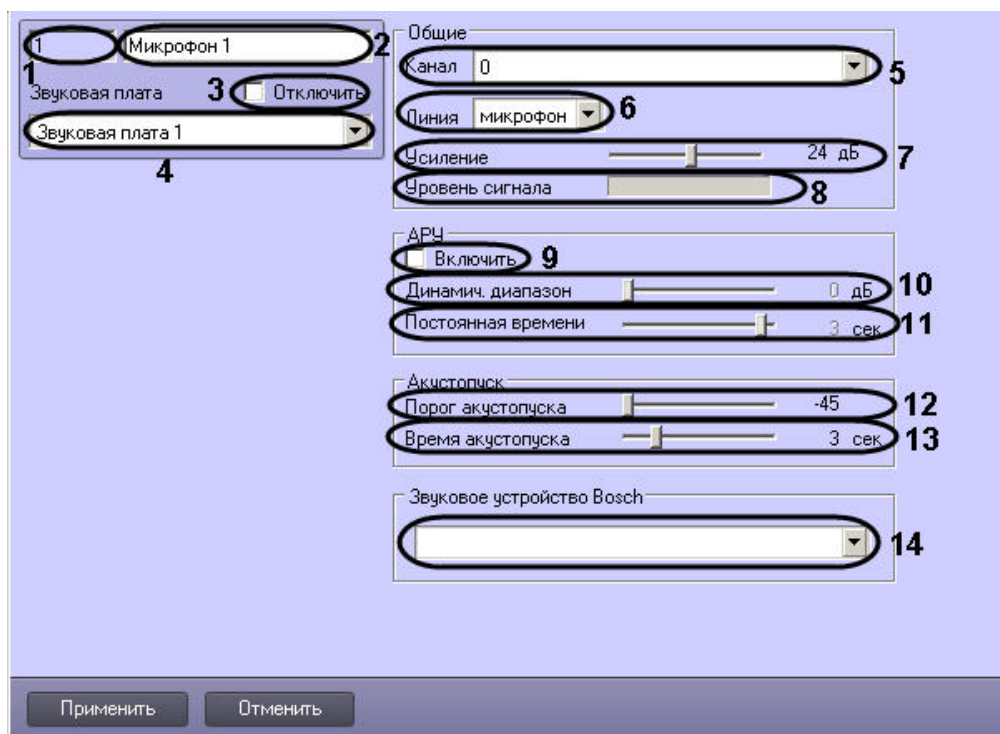 1 Микрофон 1 2
1
Звуковая плата 3 Отключить
Звуковая плата 1
4
Общие
Канал 0 5
Линия микрофон 6
Усиление 24 дБ 7
Уровень сигнала 8
АРУ
Включить 9
Динамич. диапазон 0 дБ 10
Постоянная времени 3 сек 11
Акустопуск
Порог акустопуска -45 12
Время акустопуска 3 сек 13
Звуковое устройство Bosch
14
Применить Отменить